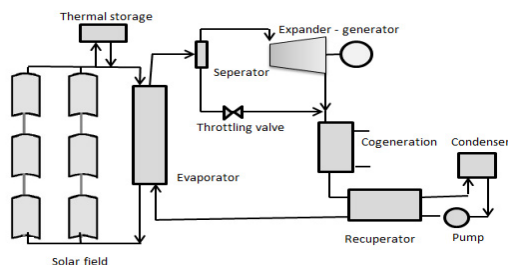 Thermal storage
Expander - generator
Seperator
Throttling valve
Cogeneration
Condenser
Evaporator
Recuperator
Pump
Solar field